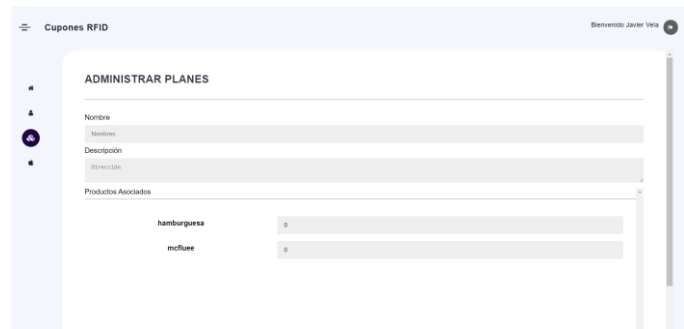 Cupones RFID
Bienvenido Javier Vela
ADMINISTRAR PLANES
Nombre
Nombres
Descripción
Dirección
Productos Asociados
hamburguesa
0
mcfluee
0